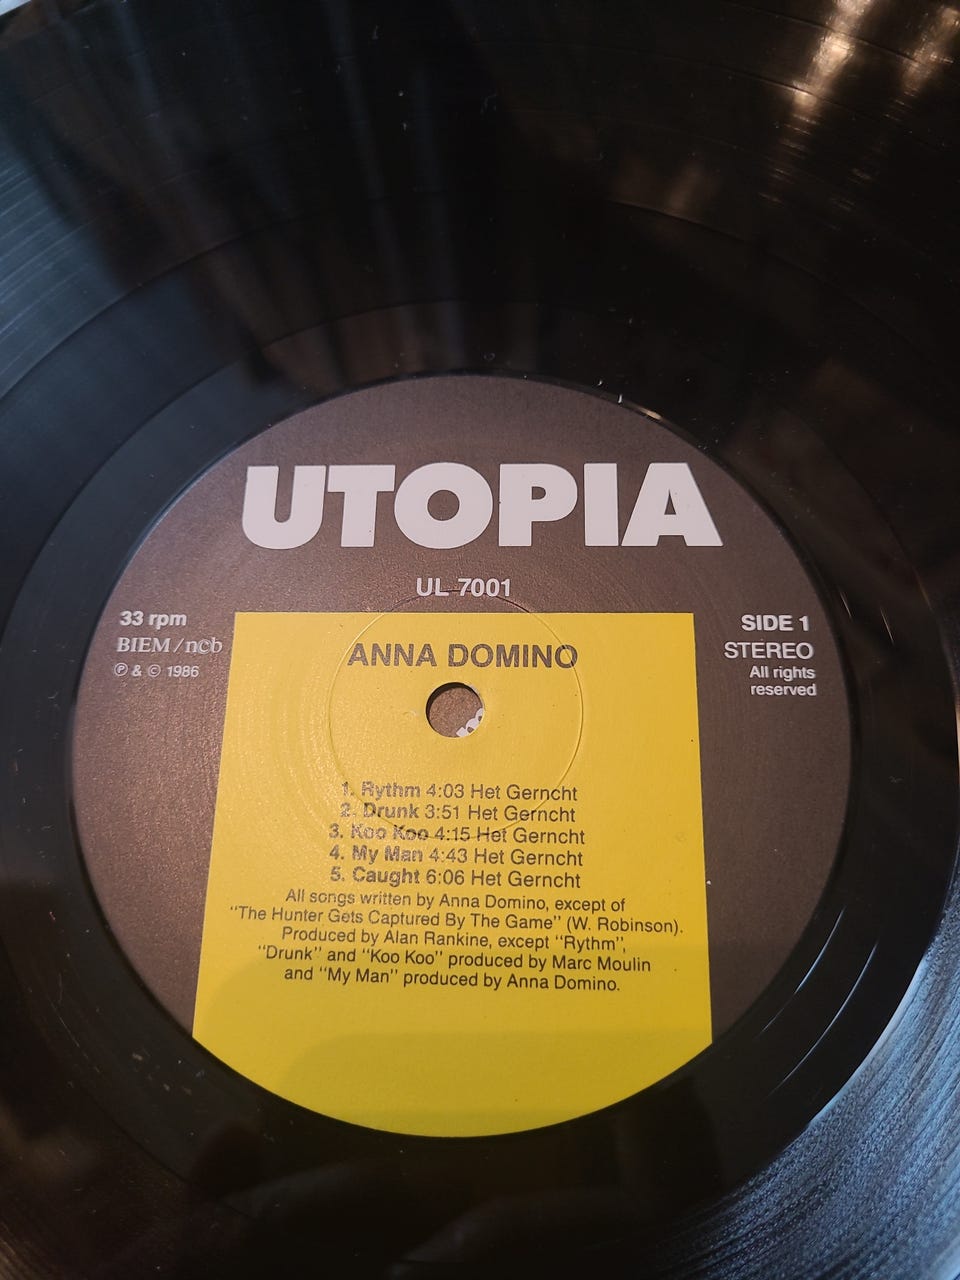 UTOPIA
UL 7001
33 rpm
BIEM/ncb
℗ & © 1986
SIDE 1
STEREO
All rights
reserved
ANNA DOMINO
1. Rythm 4:03 Het Gerncht
2. Drunk 3:51 Het Gerncht
3. Koo Koo 4:15 Het Gerncht
4. My Man 4:43 Het Gerncht
5. Caught 6:06 Het Gerncht
All songs written by Anna Domino, except of
"The Hunter Gets Captured By The Game" (W. Robinson).
Produced by Alan Rankine, except "Rythm",
"Drunk" and "Koo Koo" produced by Marc Moulin
and "My Man" produced by Anna Domino.